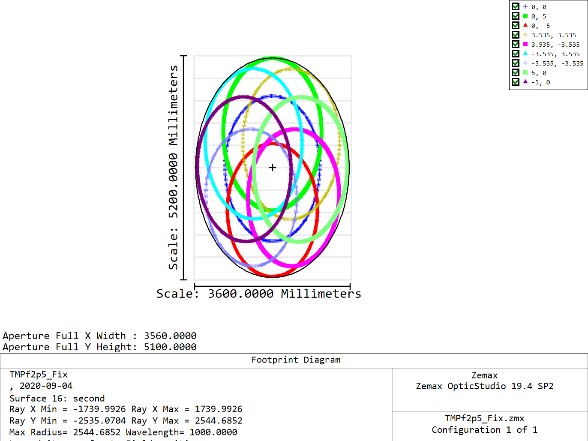 0, 0
0, 5
0, -5
3.535, 3.535
3.535, -3.535
-3.535, 3.535
-3.535, -3.535
5, 0
-5, 0
Scale: 5200.0000 Millimeters
Scale: 3600.0000 Millimeters
Aperture Full X Width : 3560.0000
Aperture Full Y Height: 5100.0000
Footprint Diagram
TMPf2p5_Fix
, 2020-09-04
Surface 16: second
Ray X Min = -1739.9926 Ray X Max = 1739.9926
Ray Y Min = -2535.0704 Ray Y Max = 2544.6852
Max Radius= 2544.6852 Wavelength= 1000.0000
Zemax
Zemax OpticStudio 19.4 SP2
TMPf2p5_Fix.zmx
Configuration 1 of 1